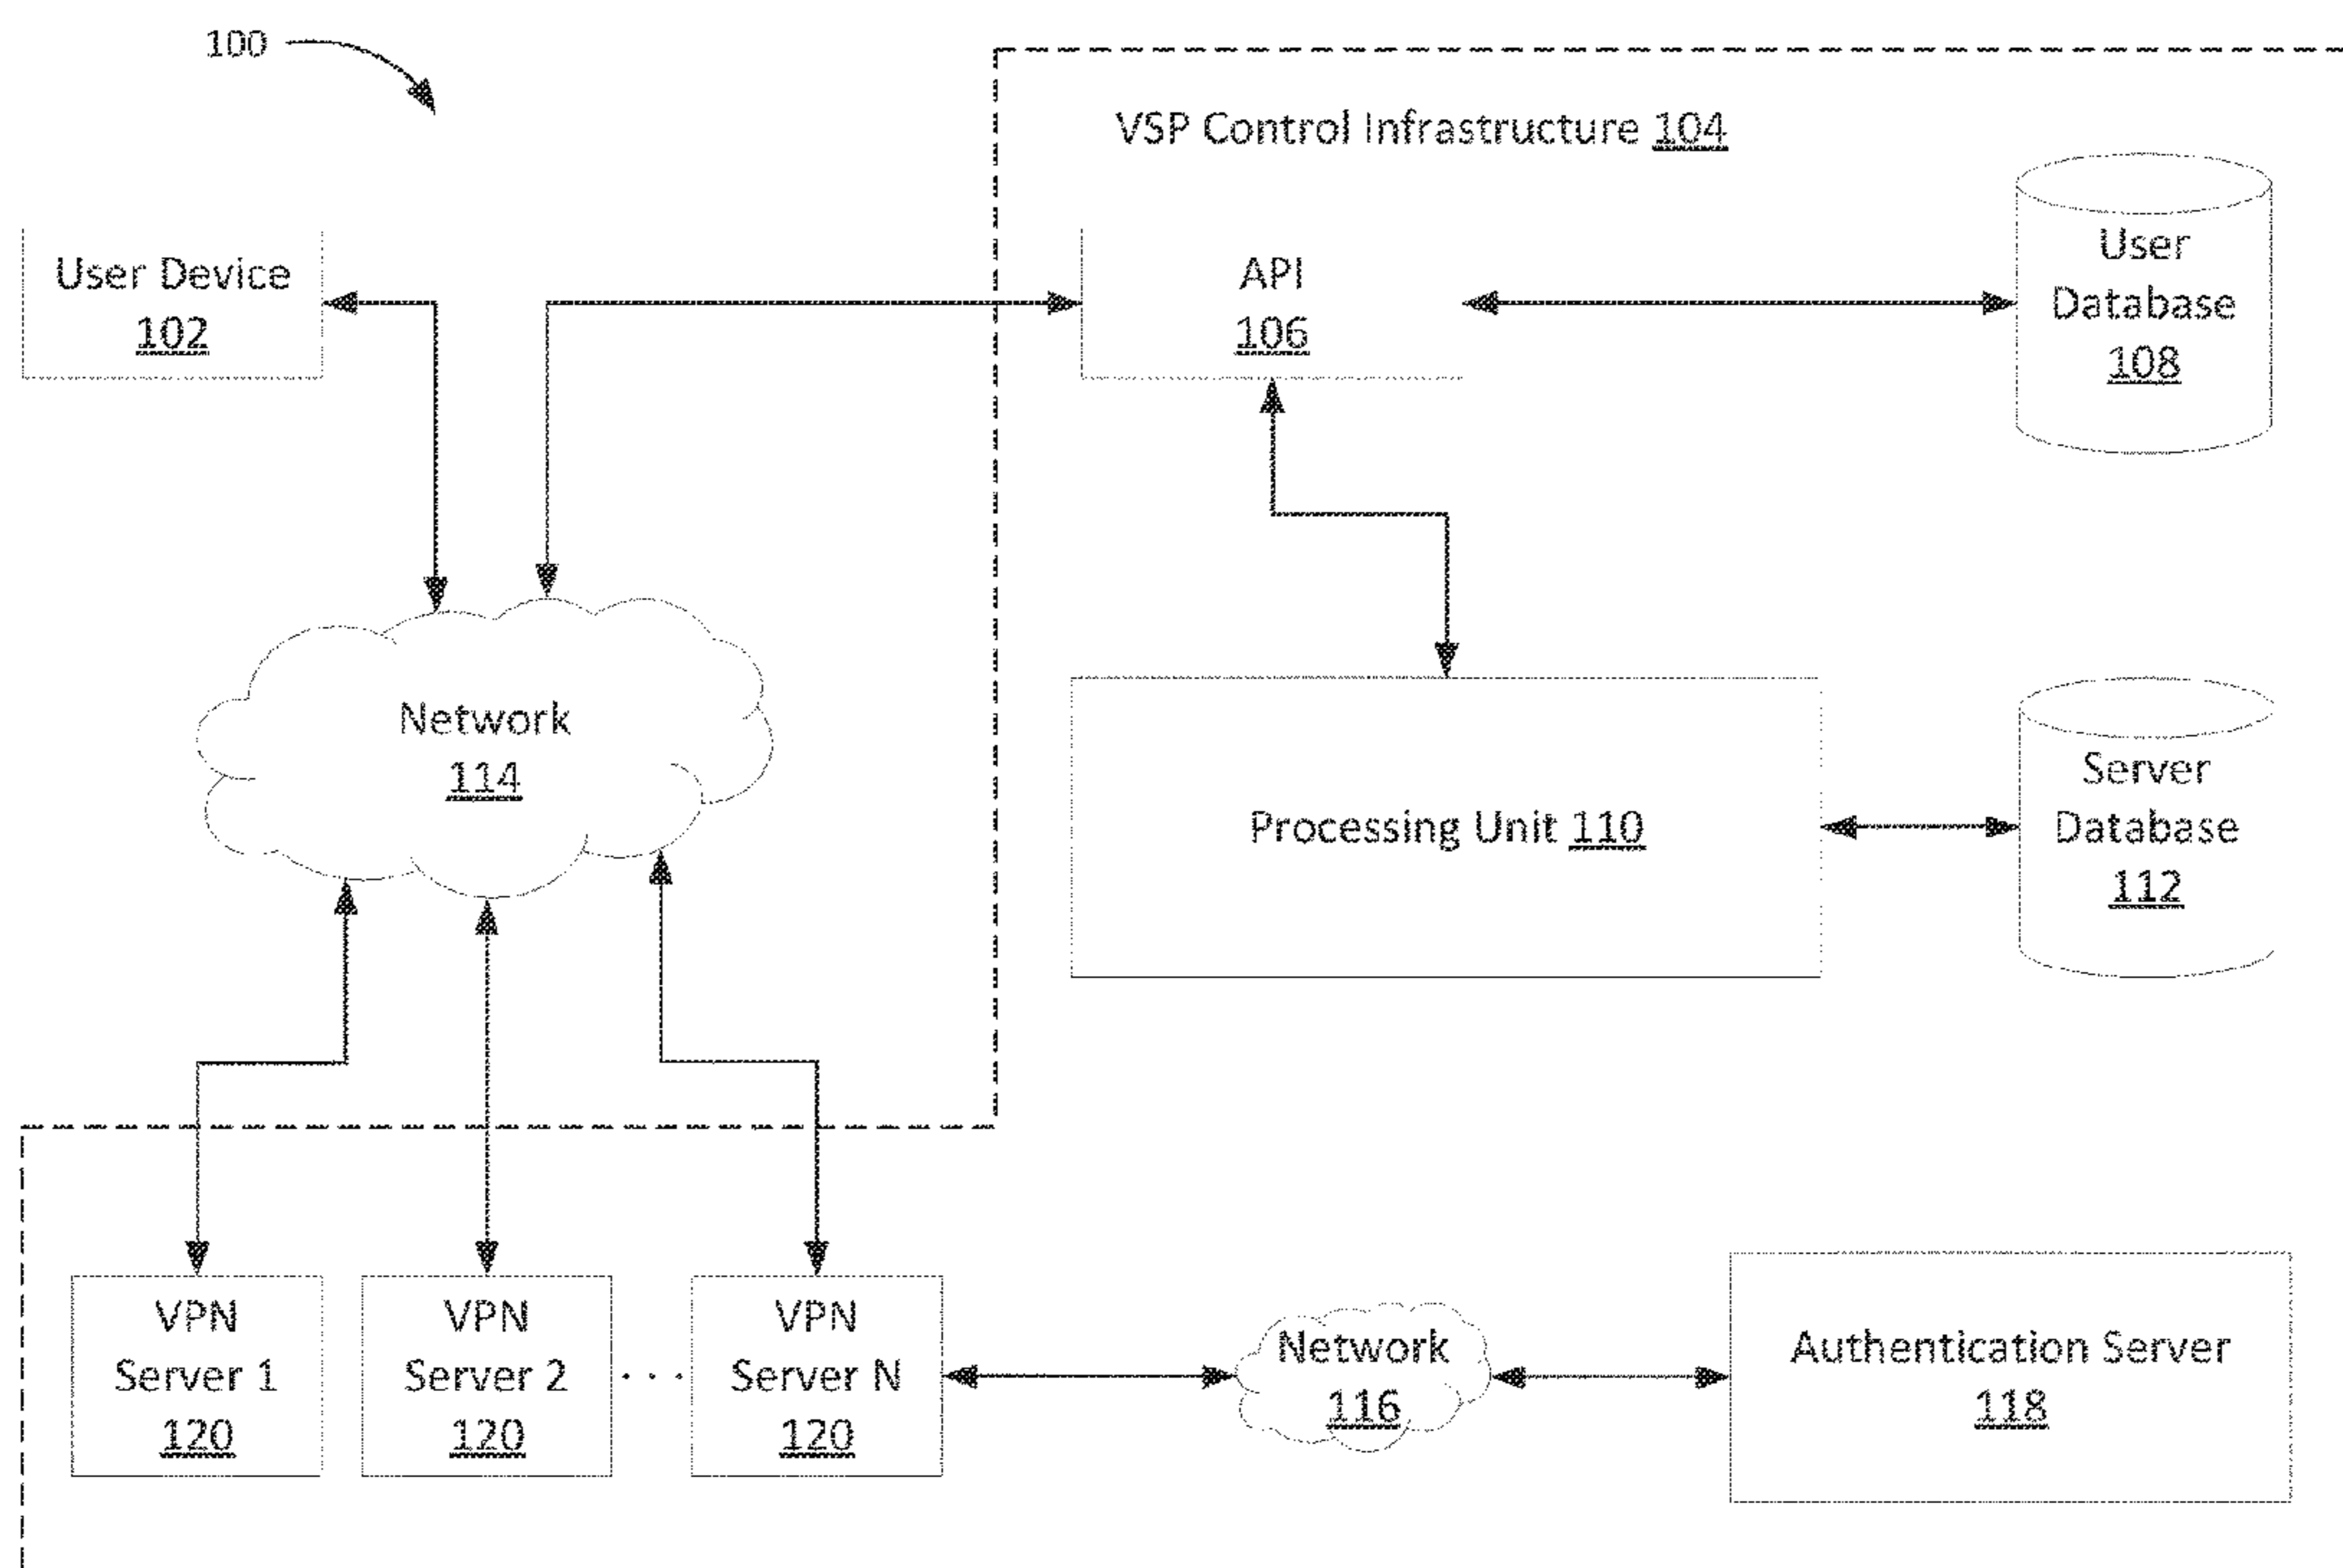 100
VSP Control Infrastructure 104
User Device
102
API
106
User
Database
108
Network
114
Processing Unit 110
Server
Database
112
VPN
Server 1
120
VPN
Server 2
120
. . .
VPN
Server N
120
Network
116
Authentication Server
118